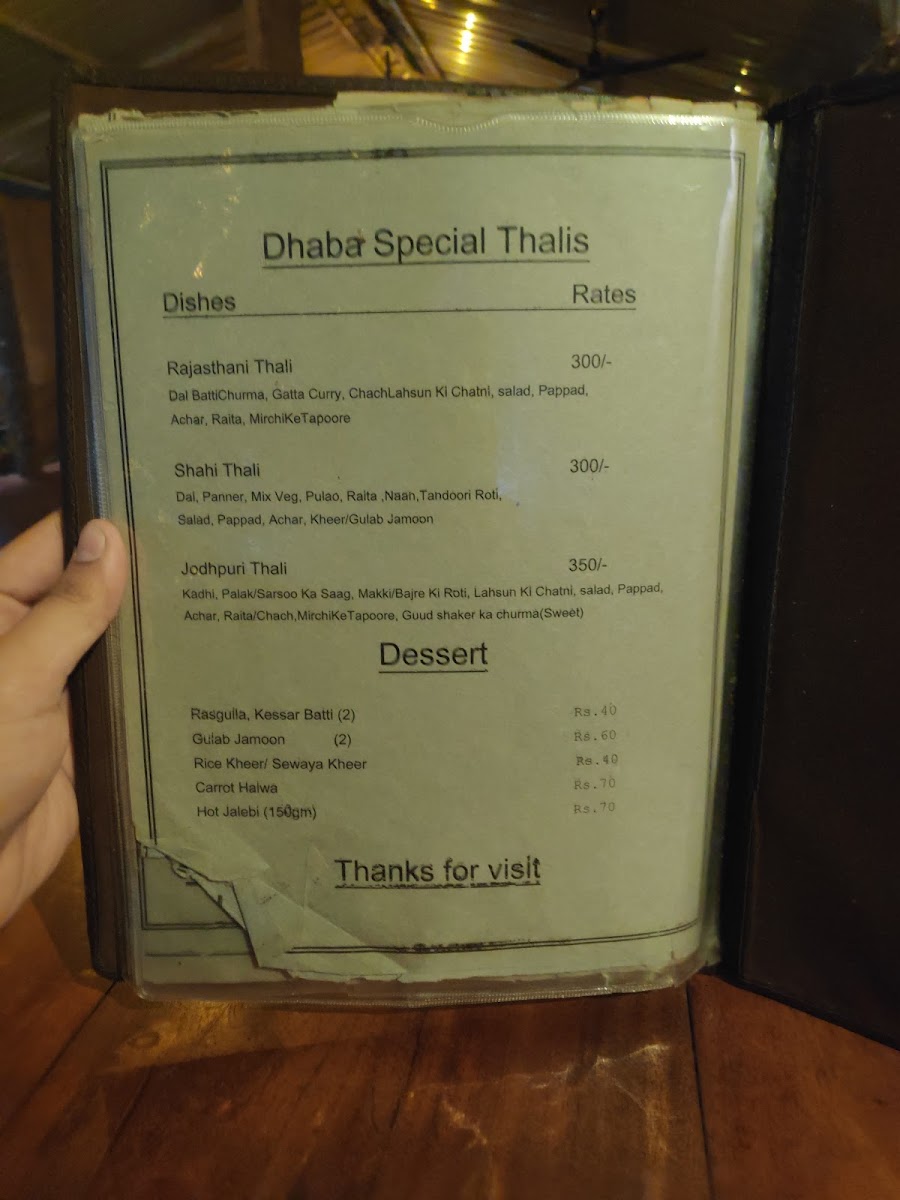 Dhaba Special Thalis
Dishes Rates
Rajasthani Thali 300/-
Dal BattiChurma, Gatta Curry, ChachLahsun Ki Chatni, salad, Pappad,
Achar, Raita, MirchiKeTapoore
Shahi Thali 300/-
Dal, Panner, Mix Veg, Pulao, Raita ,Naah,Tandoori Roti,
Salad, Pappad, Achar, Kheer/Gulab Jamoon
Jodhpuri Thali 350/-
Kadhi, Palak/Sarsoo Ka Saag, Makki/Bajre Ki Roti, Lahsun Ki Chatni, salad, Pappad,
Achar, Raita/Chach,MirchiKeTapoore, Guud shaker ka churma(Sweet)
Dessert
Rasgulla, Kessar Batti (2) Rs.40
Gulab Jamoon (2) Rs.60
Rice Kheer/ Sewaya Kheer Rs.40
Carrot Halwa Rs.70
Hot Jalebi (150gm) Rs.70
Thanks for visit